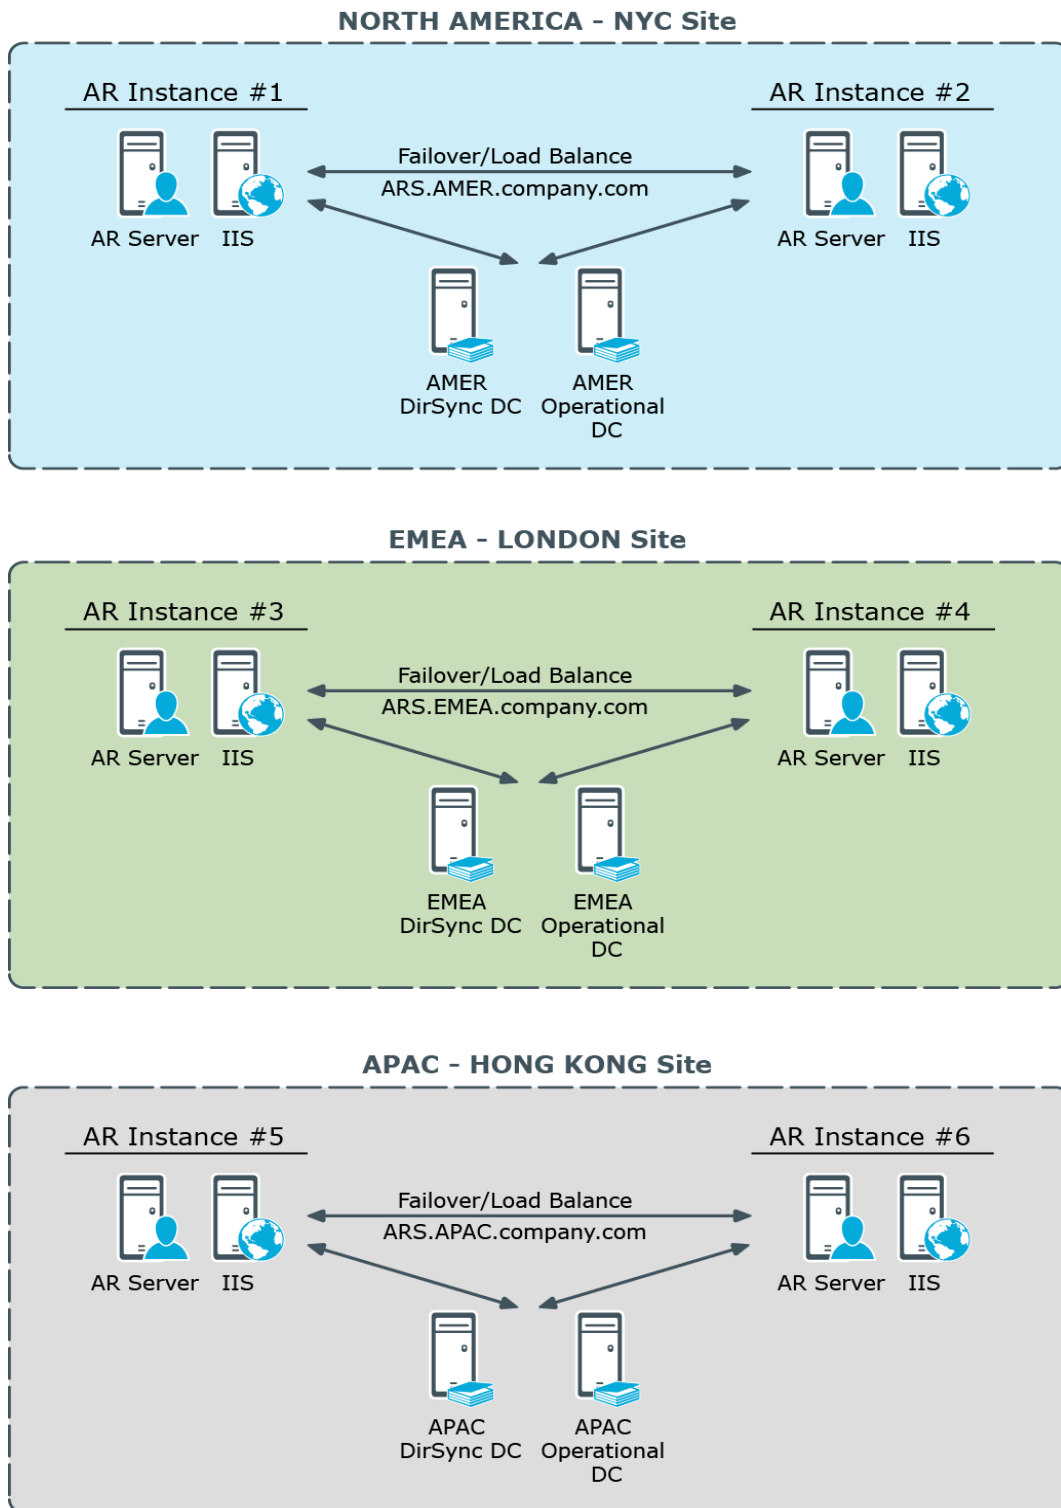 NORTH AMERICA – NYC Site
AR Instance #1
AR Instance #2
Failover/Load Balance
ARS.AMER.company.com
AR Server
IIS
AR Server
IIS
AMER
DirSync DC
AMER
Operational
DC
EMEA – LONDON Site
AR Instance #3
AR Instance #4
Failover/Load Balance
ARS.EMEA.company.com
AR Server
IIS
AR Server
IIS
EMEA
DirSync DC
EMEA
Operational
DC
APAC – HONG KONG Site
AR Instance #5
AR Instance #6
Failover/Load Balance
ARS.APAC.company.com
AR Server
IIS
AR Server
IIS
APAC
DirSync DC
APAC
Operational
DC